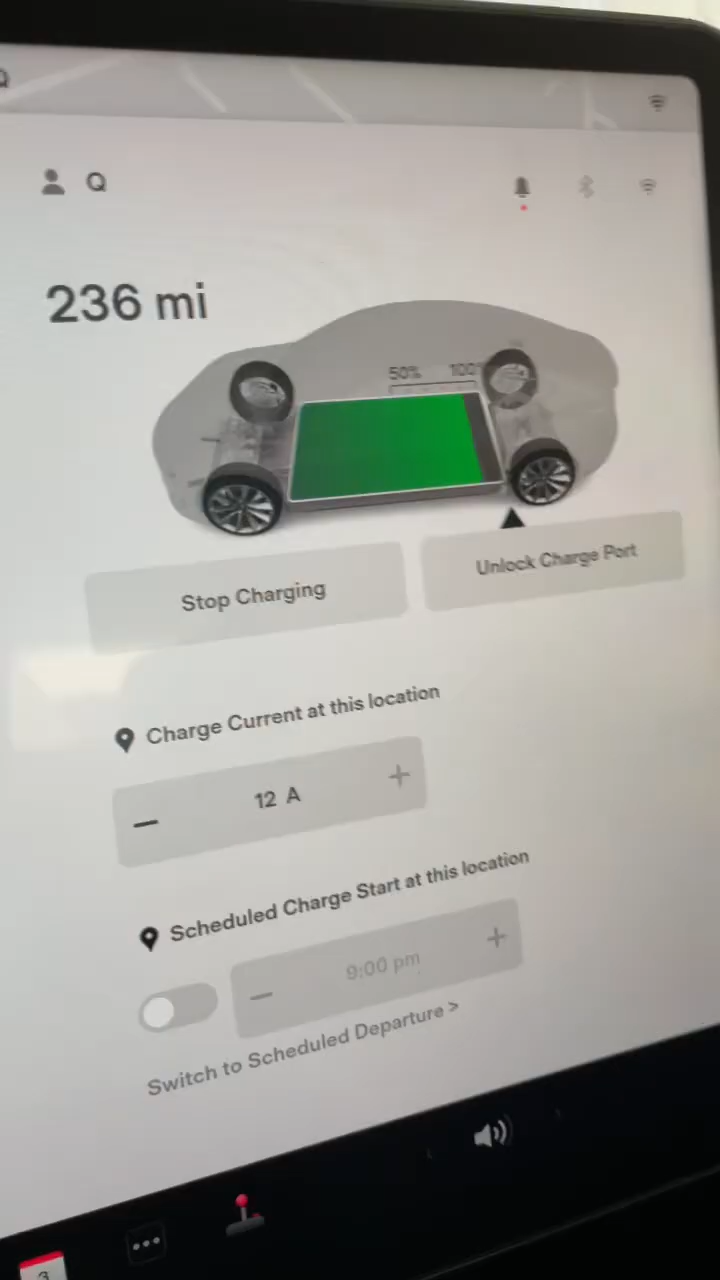 Q
236 mi
50% 100%
Stop Charging
Unlock Charge Port
Charge Current at this location
— 12 A +
Scheduled Charge Start at this location
— 9:00 pm +
Switch to Scheduled Departure >
3